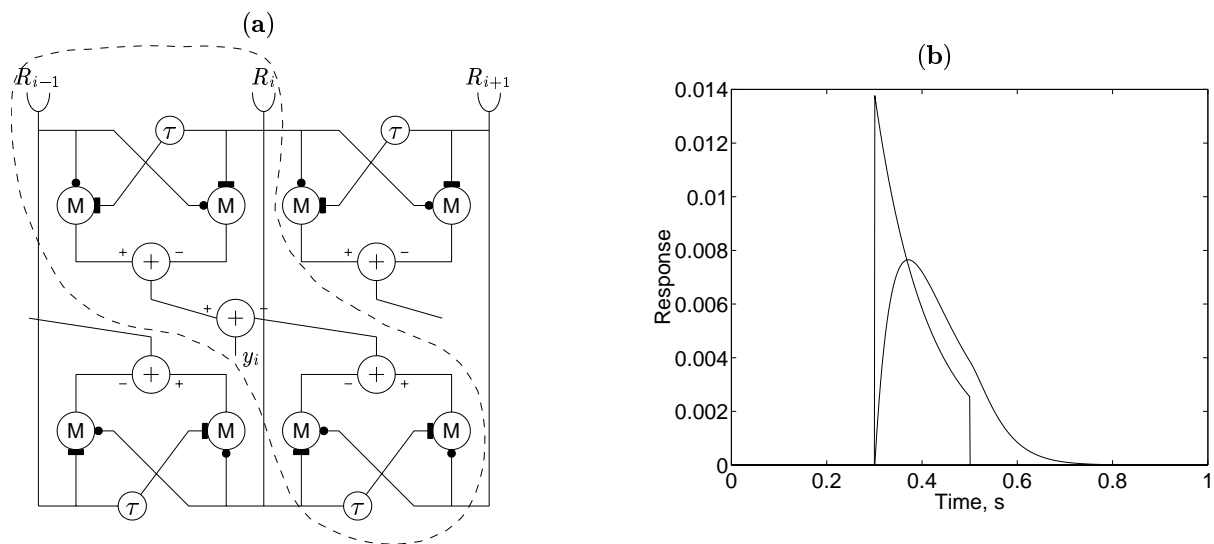 (a)
R_{i−1} R_i R_{i+1}
τ τ
M M M M
+ − + −
+ +
+ −
+
y_i
− + − +
+ +
M M M M
τ τ
(b)
0.014
0.012
0.01
0.008
0.006
0.004
0.002
0
Response
0 0.2 0.4 0.6 0.8 1
Time, s